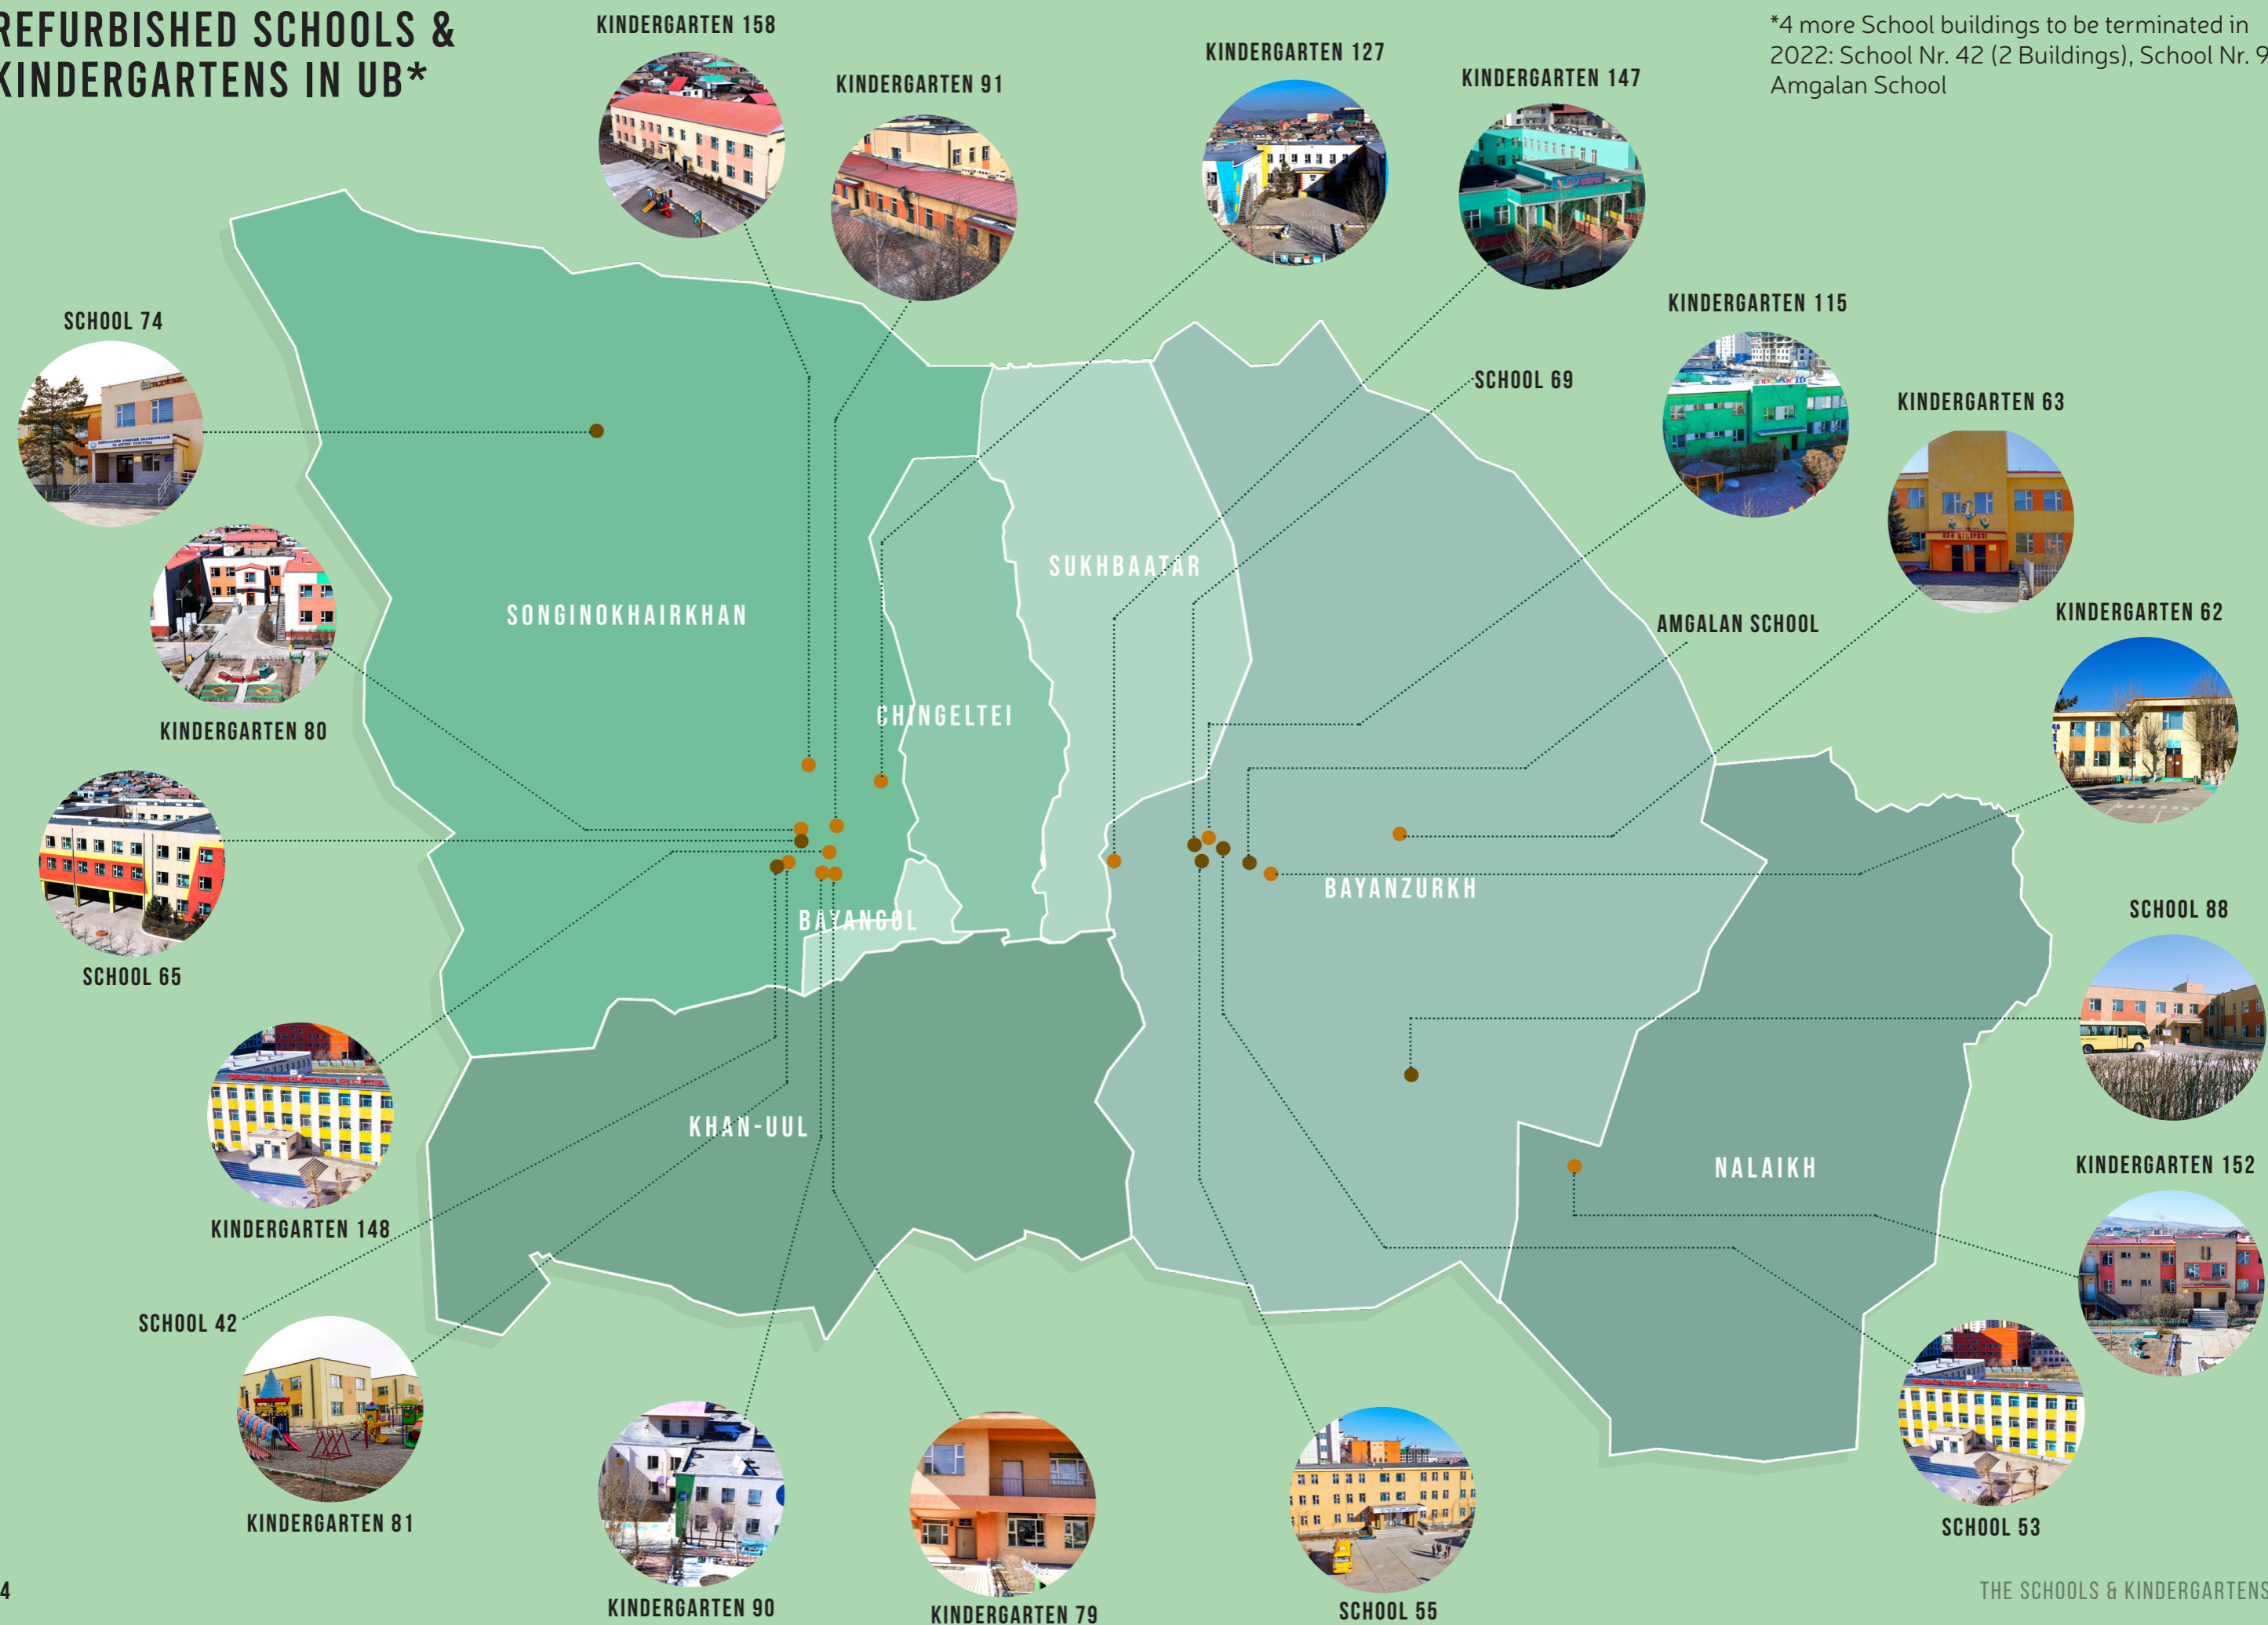 REFURBISHED SCHOOLS &
KINDERGARTENS IN UB*
*4 more School buildings to be terminated in
2022: School Nr. 42 (2 Buildings), School Nr. 9
Amgalan School
KINDERGARTEN 158
KINDERGARTEN 91
KINDERGARTEN 127
KINDERGARTEN 147
KINDERGARTEN 115
SCHOOL 74
SCHOOL 69
KINDERGARTEN 63
SUKHBAATAR
SONGINOKHAIRKHAN
AMGALAN SCHOOL
KINDERGARTEN 62
CHINGELTEI
KINDERGARTEN 80
BAYANZURKH
SCHOOL 88
BAYANGOL
SCHOOL 65
KHAN-UUL
NALAIKH
KINDERGARTEN 152
KINDERGARTEN 148
SCHOOL 42
KINDERGARTEN 81
SCHOOL 53
KINDERGARTEN 90
KINDERGARTEN 79
SCHOOL 55
4
THE SCHOOLS & KINDERGARTENS